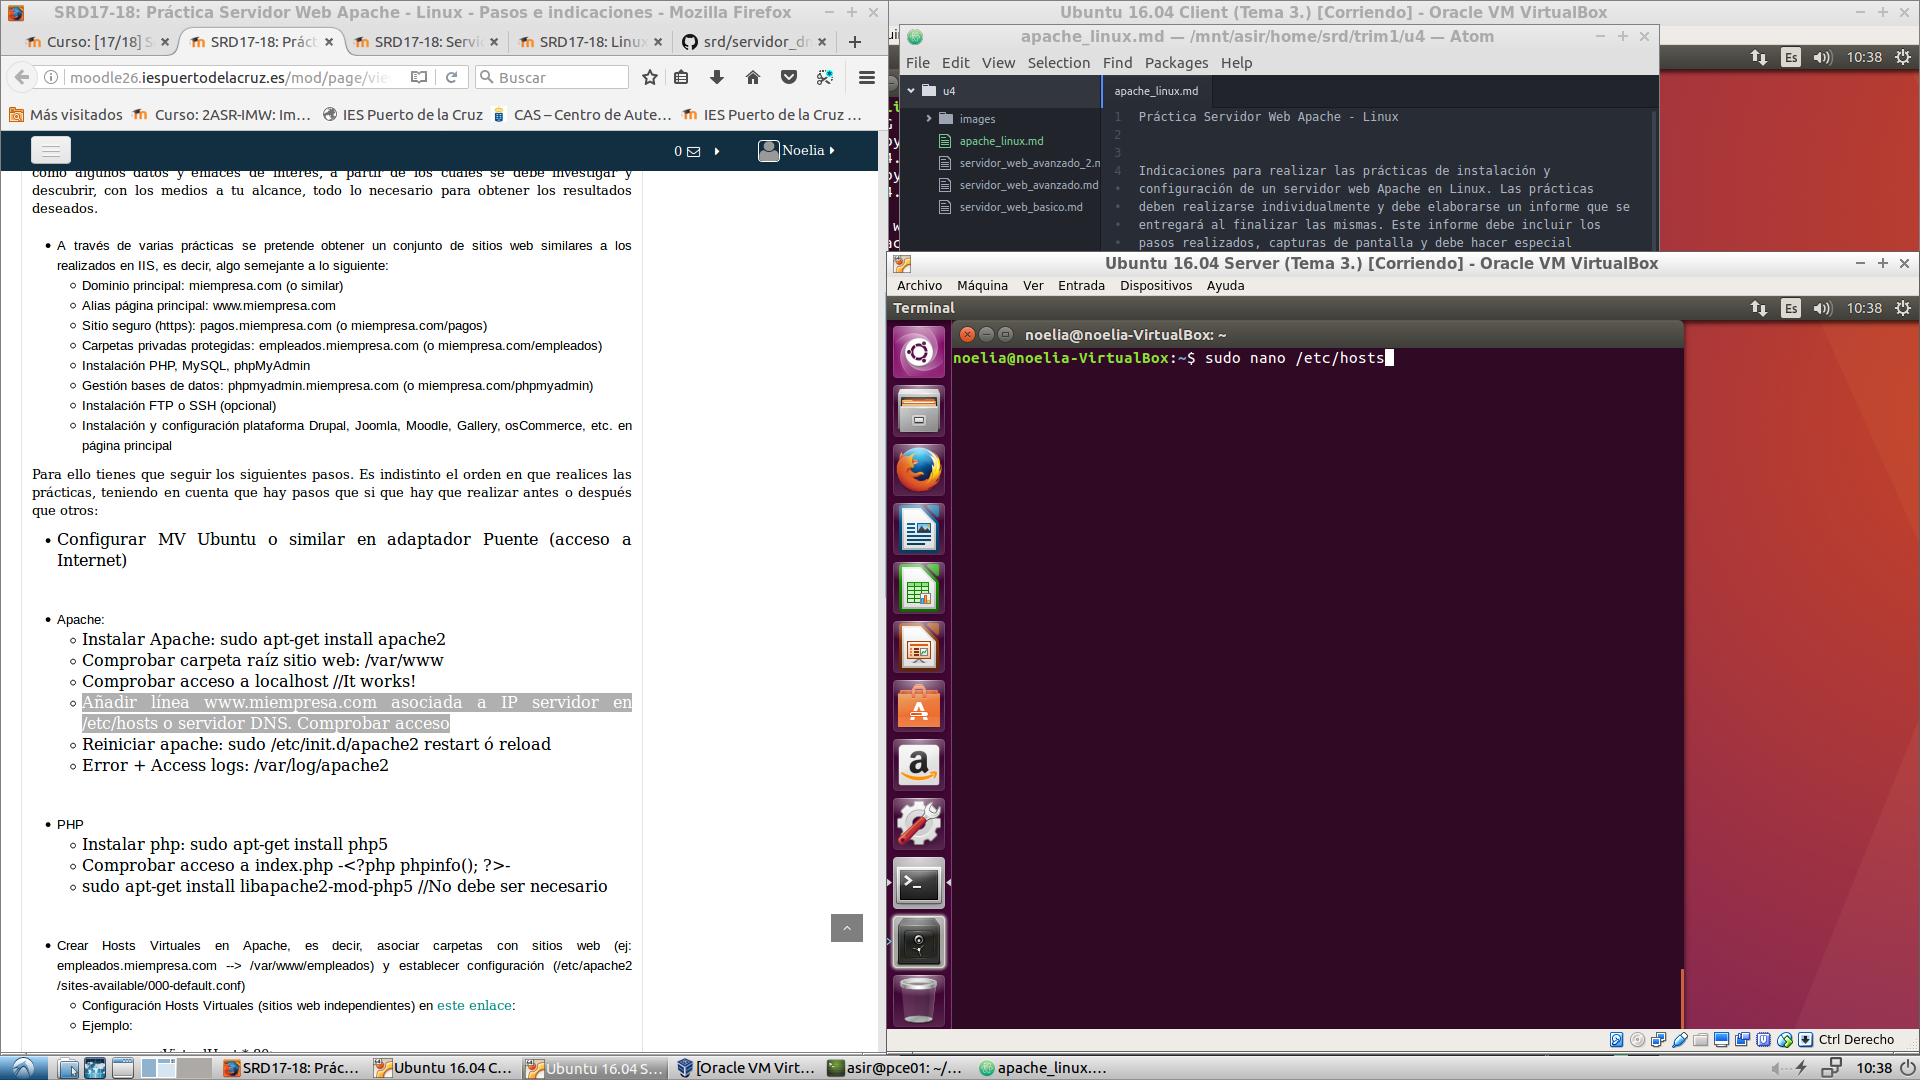 SRD17-18: Práctica Servidor Web Apache - Linux - Pasos e indicaciones - Mozilla Firefox
Curso: [17/18] S
SRD17-18: Práct
SRD17-18: Servic
SRD17-18: Linux
srd/servidor_dn
moodle26.iespuertodelacruz.es/mod/page/vie
Buscar
Más visitados
Curso: 2ASR-IMW: Im...
IES Puerto de la Cruz
CAS – Centro de Aute...
IES Puerto de la Cruz ...
0
Noelia
como algunos datos y enlaces de interés, a partir de los cuales se debe investigar y
descubrir, con los medios a tu alcance, todo lo necesario para obtener los resultados
deseados.
A través de varias prácticas se pretende obtener un conjunto de sitios web similares a los
realizados en IIS, es decir, algo semejante a lo siguiente:
Dominio principal: miempresa.com (o similar)
Alias página principal: www.miempresa.com
Sitio seguro (https): pagos.miempresa.com (o miempresa.com/pagos)
Carpetas privadas protegidas: empleados.miempresa.com (o miempresa.com/empleados)
Instalación PHP, MySQL, phpMyAdmin
Gestión bases de datos: phpmyadmin.miempresa.com (o miempresa.com/phpmyadmin)
Instalación FTP o SSH (opcional)
Instalación y configuración plataforma Drupal, Joomla, Moodle, Gallery, osCommerce, etc. en
página principal
Para ello tienes que seguir los siguientes pasos. Es indistinto el orden en que realices las
prácticas, teniendo en cuenta que hay pasos que si que hay que realizar antes o después
que otros:
Configurar MV Ubuntu o similar en adaptador Puente (acceso a
Internet)
Apache:
Instalar Apache: sudo apt-get install apache2
Comprobar carpeta raíz sitio web: /var/www
Comprobar acceso a localhost //It works!
Añadir línea www.miempresa.com asociada a IP servidor en
/etc/hosts o servidor DNS. Comprobar acceso
Reiniciar apache: sudo /etc/init.d/apache2 restart ó reload
Error + Access logs: /var/log/apache2
PHP
Instalar php: sudo apt-get install php5
Comprobar acceso a index.php -<?php phpinfo(); ?>-
sudo apt-get install libapache2-mod-php5 //No debe ser necesario
Crear Hosts Virtuales en Apache, es decir, asociar carpetas con sitios web (ej:
empleados.miempresa.com --> /var/www/empleados) y establecer configuración (/etc/apache2
/sites-available/000-default.conf)
Configuración Hosts Virtuales (sitios web independientes) en este enlace:
Ejemplo:
Ubuntu 16.04 Client (Tema 3.) [Corriendo] - Oracle VM VirtualBox
Es
10:38
apache_linux.md — /mnt/asir/home/srd/trim1/u4 — Atom
File Edit View Selection Find Packages Help
u4
images
apache_linux.md
servidor_web_avanzado_2.m
servidor_web_avanzado.md
servidor_web_basico.md
apache_linux.md
1 Práctica Servidor Web Apache - Linux
2
3
4 Indicaciones para realizar las prácticas de instalación y
configuración de un servidor web Apache en Linux. Las prácticas
deben realizarse individualmente y debe elaborarse un informe que se
entregará al finalizar las mismas. Este informe debe incluir los
pasos realizados, capturas de pantalla y debe hacer especial
Ubuntu 16.04 Server (Tema 3.) [Corriendo] - Oracle VM VirtualBox
Archivo Máquina Ver Entrada Dispositivos Ayuda
Terminal
Es
10:38
noelia@noelia-VirtualBox: ~
noelia@noelia-VirtualBox:~$ sudo nano /etc/hosts
Ctrl Derecho
SRD17-18: Prác...
Ubuntu 16.04 C...
Ubuntu 16.04 S...
[Oracle VM Virt...
asir@pce01: ~/...
apache_linux....
10:38